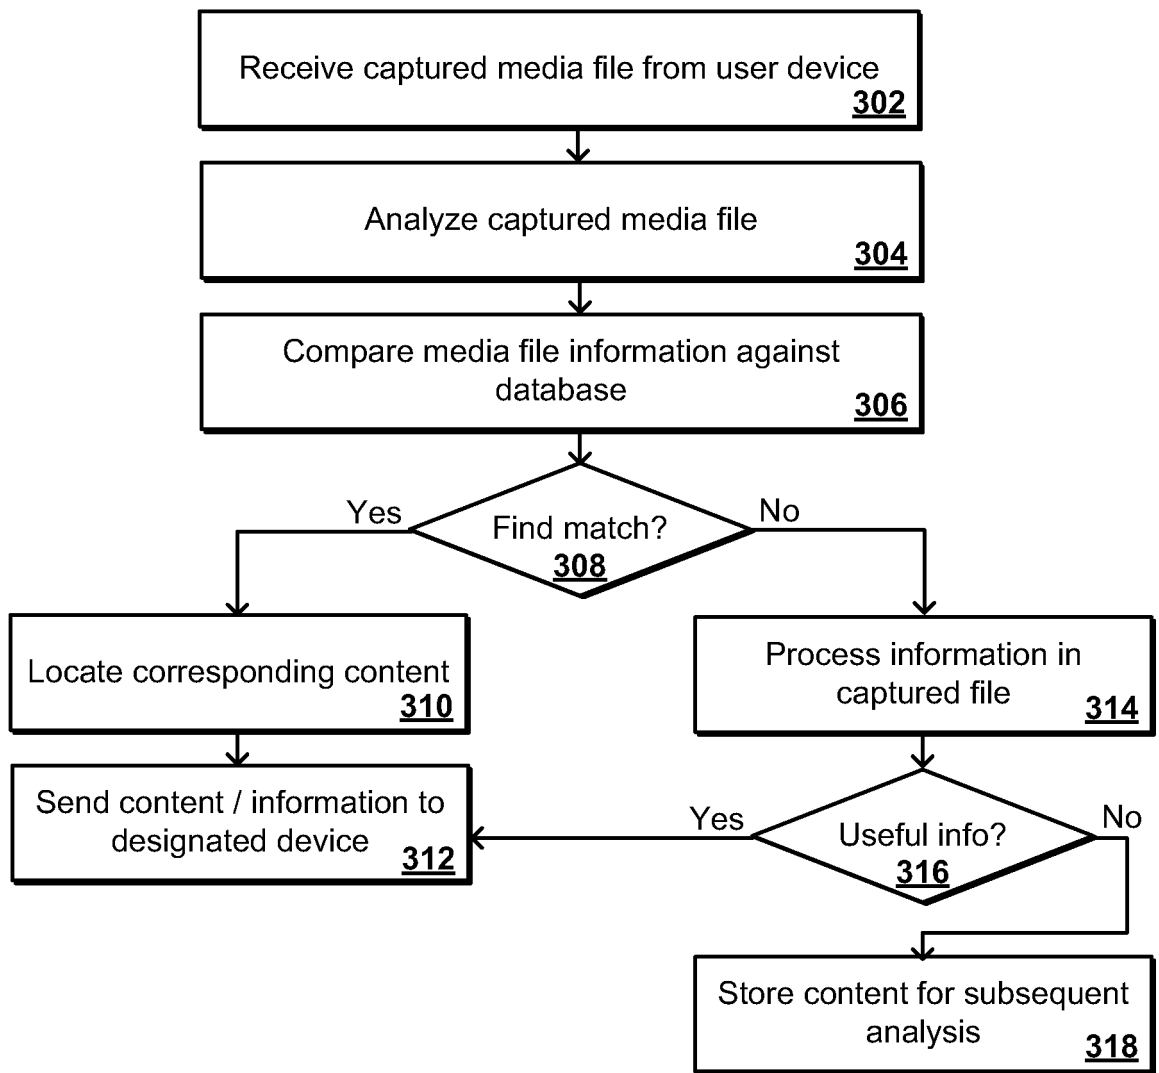 Receive captured media file from user device
302
Analyze captured media file
304
Compare media file information against
database
306
Yes
No
Find match?
308
Locate corresponding content
310
Process information in
captured file
314
Send content / information to
designated device
312
Yes
No
Useful info?
316
Store content for subsequent
analysis
318